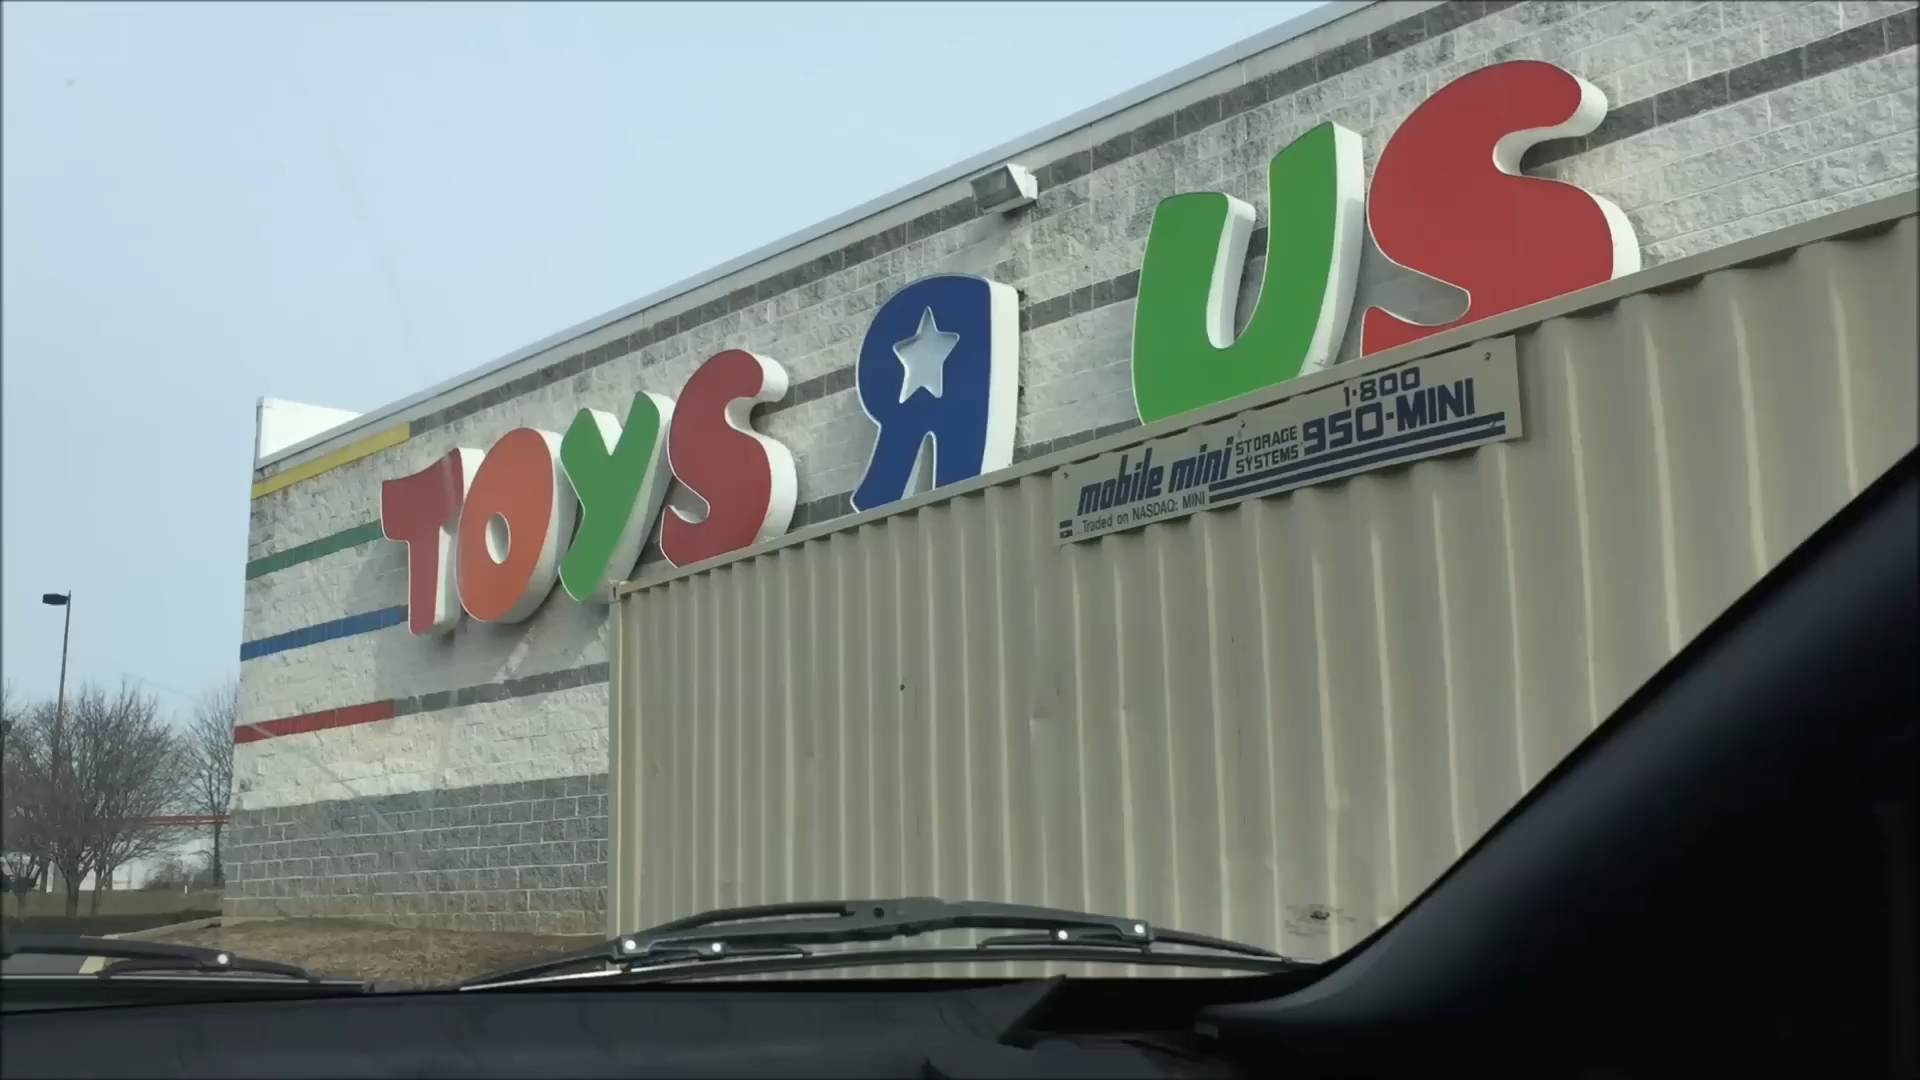 TOYS Я US
mobile mini STORAGE SYSTEMS 1-800 950-MINI
Traded on NASDAQ: MINI